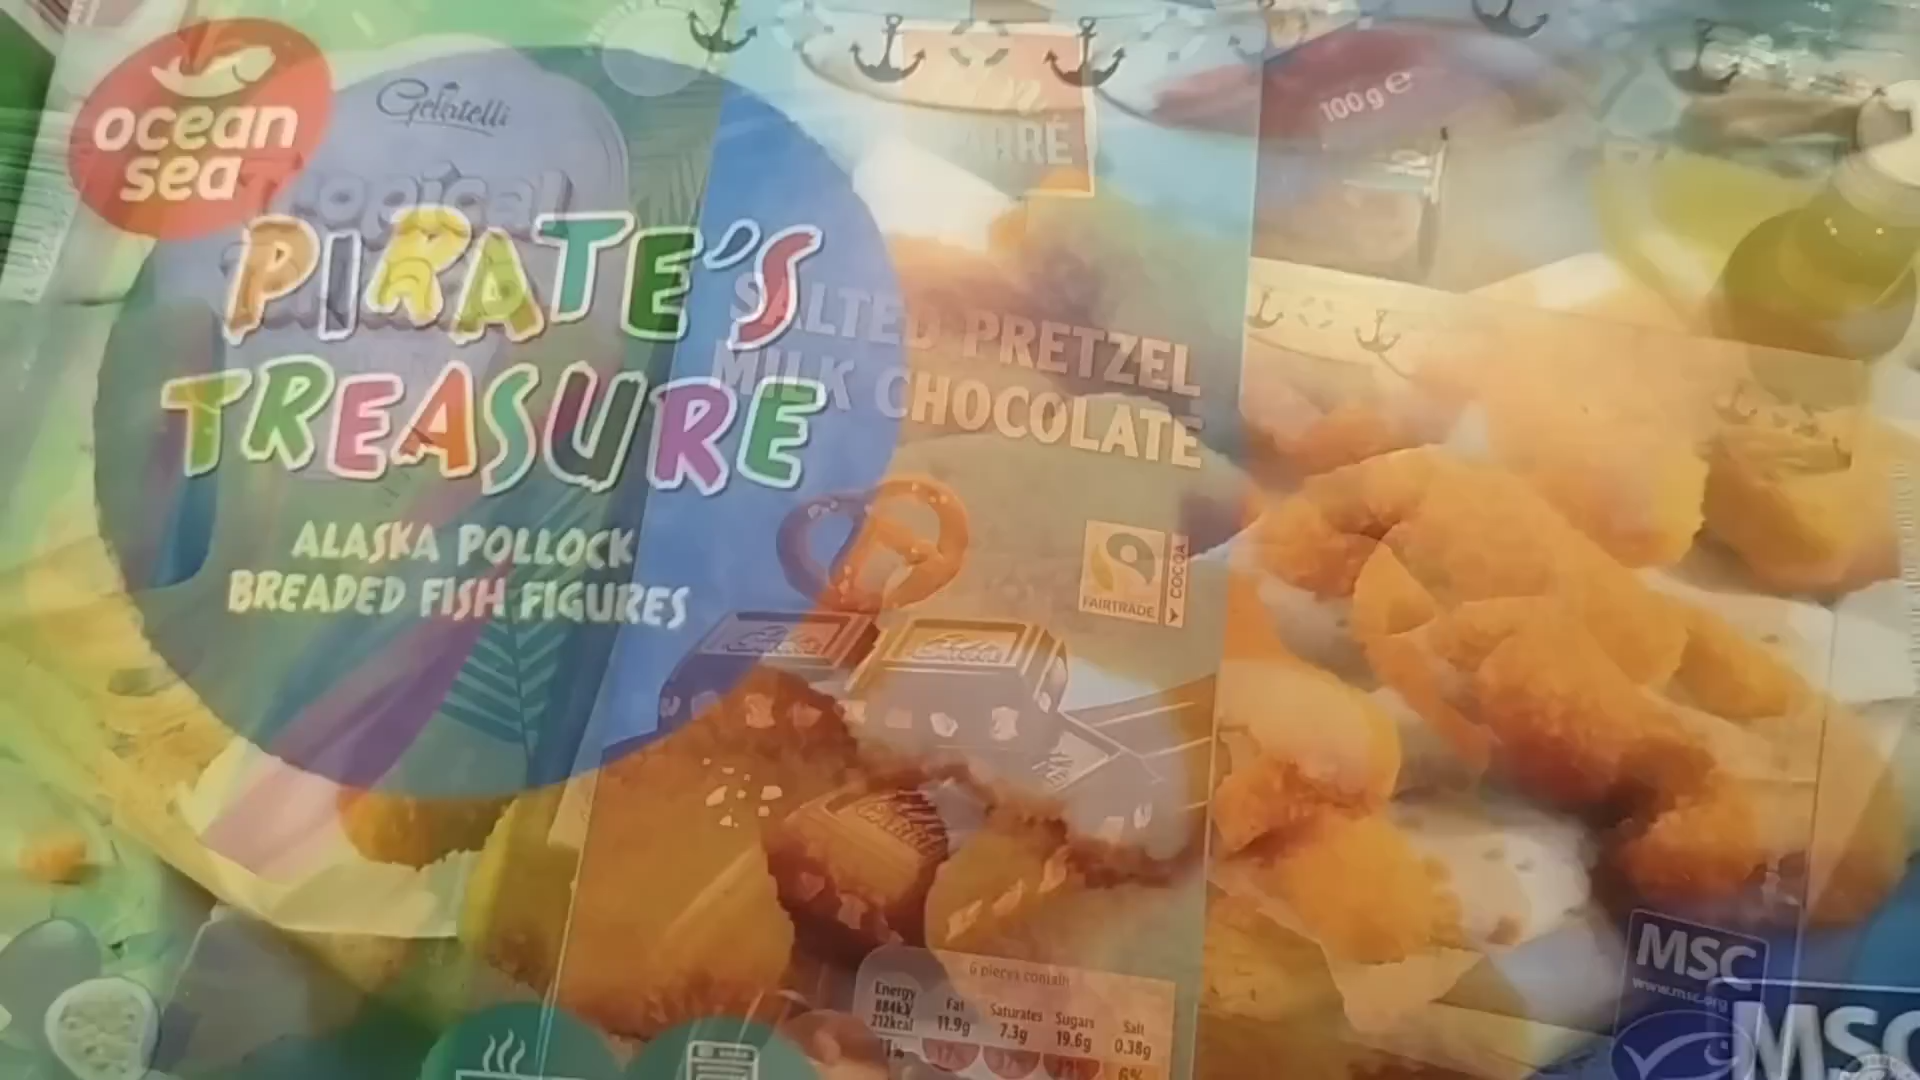 ocean
sea
Gelatelli
Tropical
PIRATE'S
TREASURE
ALASKA POLLOCK
BREADED FISH FIGURES
100 g e
SALTED PRETZEL
MILK CHOCOLATE
FAIRTRADE
COCOA
6 pieces contain
Energy Fat Saturates Sugars Salt
884kJ 11.9g 7.3g 19.6g 0.38g
212kcal
6%
MSC
www.msc.org
MSC